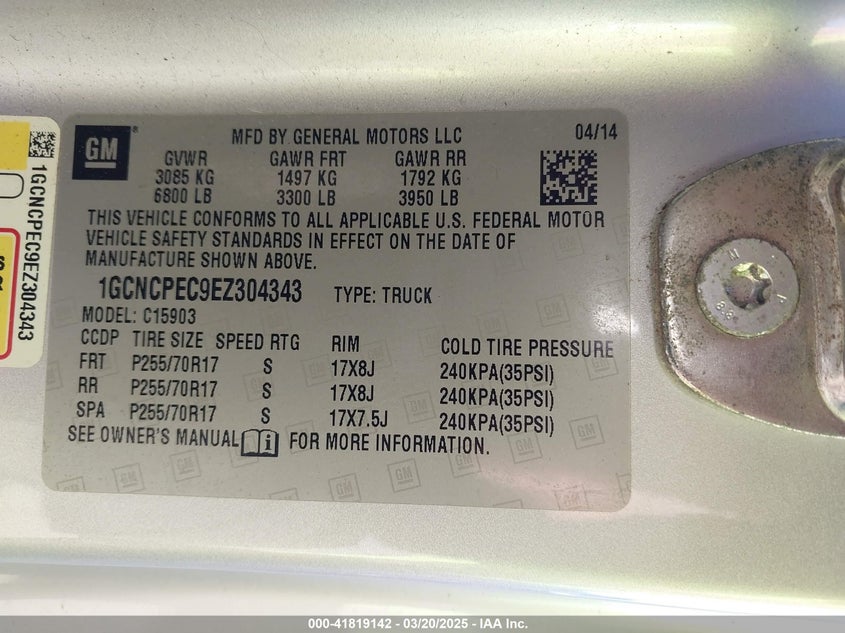 GM
MFD BY GENERAL MOTORS LLC
04/14
GVWR GAWR FRT GAWR RR
3085 KG 1497 KG 1792 KG
6800 LB 3300 LB 3950 LB
THIS VEHICLE CONFORMS TO ALL APPLICABLE U.S. FEDERAL MOTOR
VEHICLE SAFETY STANDARDS IN EFFECT ON THE DATE OF
MANUFACTURE SHOWN ABOVE.
1GCNCPEC9EZ304343 TYPE: TRUCK
MODEL: C15903
CCDP TIRE SIZE SPEED RTG RIM COLD TIRE PRESSURE
FRT P255/70R17 S 17X8J 240KPA(35PSI)
RR P255/70R17 S 17X8J 240KPA(35PSI)
SPA P255/70R17 S 17X7.5J 240KPA(35PSI)
SEE OWNER'S MANUAL FOR MORE INFORMATION.
1GCNCPEC9EZ304343
000-41819142 - 03/20/2025 - IAA Inc.